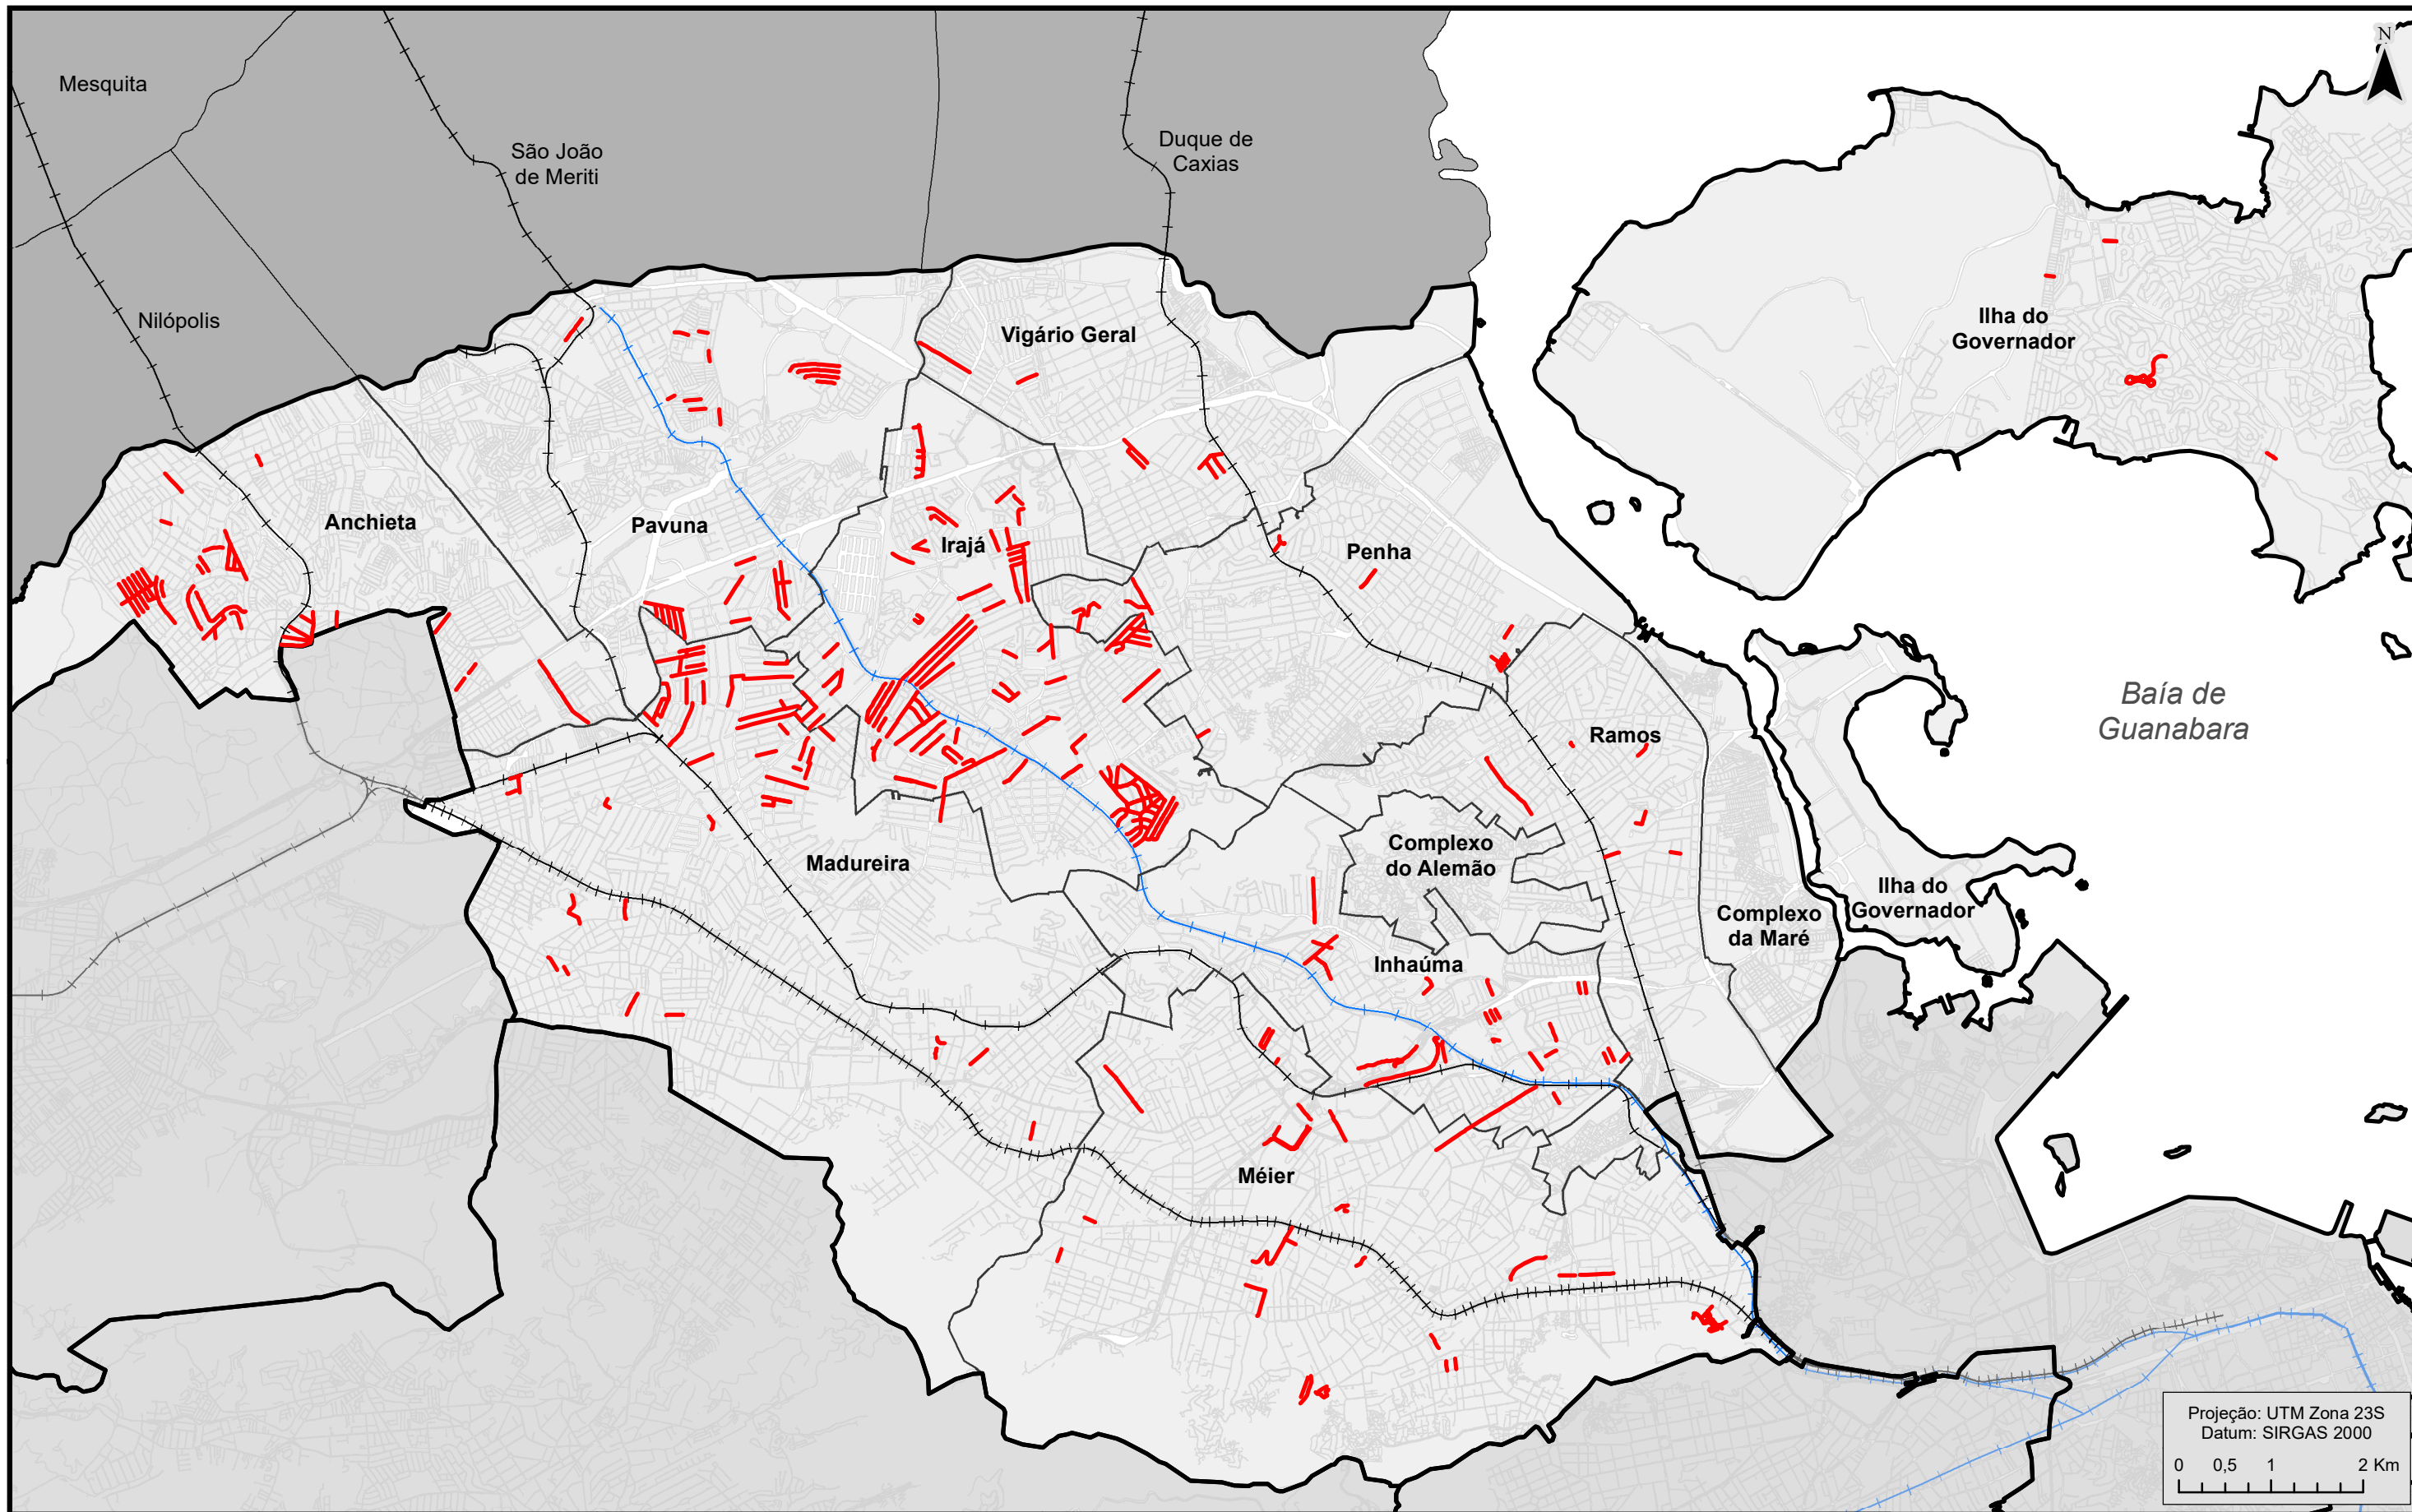 N
Mesquita
São João
de Meriti
Duque de
Caxias
Nilópolis
Vigário Geral
Ilha do
Governador
Anchieta
Pavuna
Irajá
Penha
Baía de
Guanabara
Ramos
Madureira
Complexo
do Alemão
Ilha do
Governador
Complexo
da Maré
Inhaúma
Méier
Projeção: UTM Zona 23S
Datum: SIRGAS 2000
0 0,5 1 2 Km